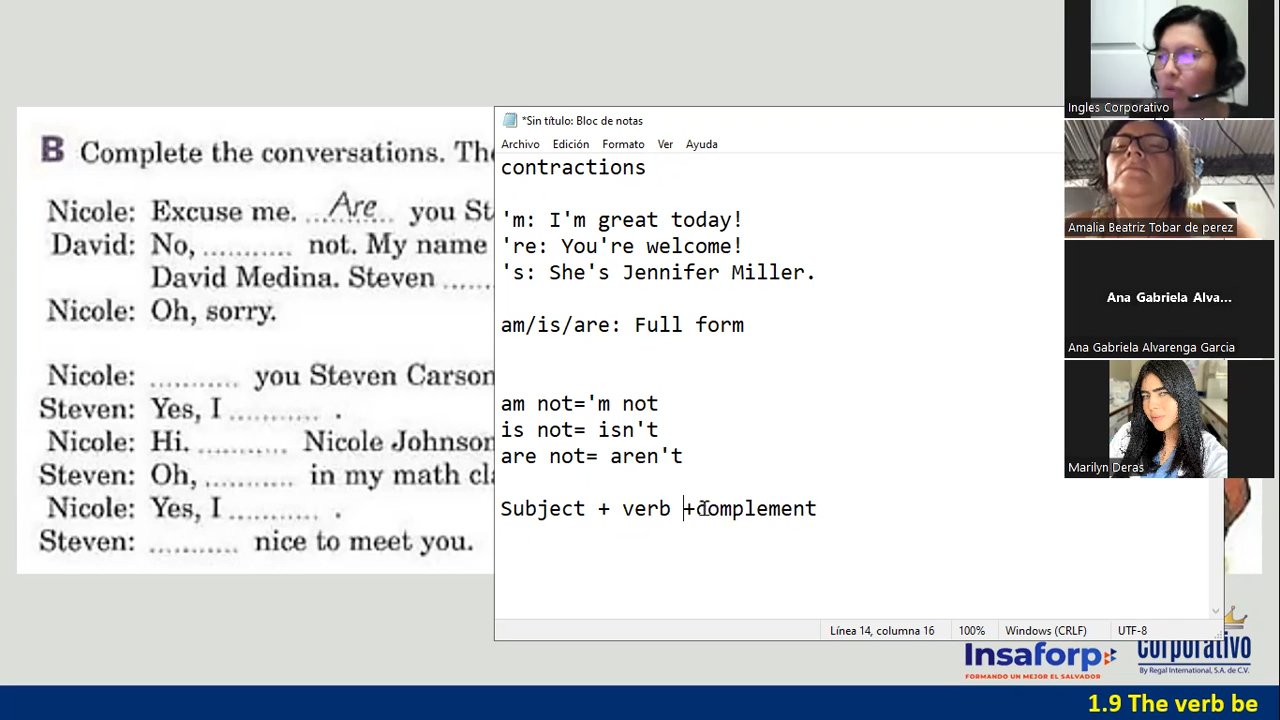 B Complete the conversations. The
Nicole: Excuse me. Are you St
David: No, ........... not. My name
David Medina. Steven ......
Nicole: Oh, sorry.
Nicole: ........... you Steven Carson
Steven: Yes, I ........... .
Nicole: Hi. ........... Nicole Johnson
Steven: Oh, ........... in my math cla
Nicole: Yes, I ........... .
Steven: ........... nice to meet you.
*Sin título: Bloc de notas
Archivo Edición Formato Ver Ayuda
contractions
'm: I'm great today!
're: You're welcome!
's: She's Jennifer Miller.
am/is/are: Full form
am not='m not
is not= isn't
are not= aren't
Subject + verb +complement
Línea 14, columna 16 100% Windows (CRLF) UTF-8
Ingles Corporativo
Amalia Beatriz Tobar de perez
Ana Gabriela Alva...
Ana Gabriela Alvarenga Garcia
Marilyn Deras
Insaforp
FORMANDO UN MEJOR EL SALVADOR
corporativo
By Regal International, S.A. de C.V.
1.9 The verb be